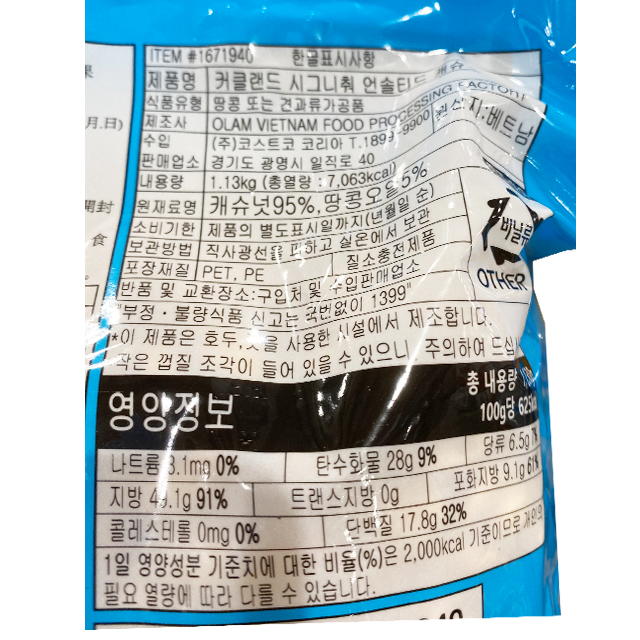 ITEM #1671940 한글표시사항
果
제품명 커클랜드 시그니춰 언솔티드 캐슈
식품유형 땅콩 또는 견과류가공품
月.日)
제조사 OLAM VIETNAM FOOD PROCESSING FACTORY
원산지:베트남
수입 (주)코스트코 코리아 T.1899-9900
판매업소 경기도 광명시 일직로 40
내용량 1.13kg (총열량 : 7,063kcal)
開封
원재료명 캐슈넛95%,땅콩오일5%
소비기한 제품의 별도표시일까지(년월일 순)
食
보관방법 직사광선을 피하고 실온에서 보관
포장재질 PET, PE 질소충전제품
비닐류
OTHER
반품 및 교환장소:구입처 및 수입판매업소
"부정·불량식품 신고는 국번없이 1399"
*이 제품은 호두,잣을 사용한 시설에서 제조합니다.
작은 껍질 조각이 들어 있을 수 있으니 주의하여
영양정보
총 내용량
100g당
나트륨 3.1mg 0% 탄수화물 28g 9% 당류 6.5g
지방 1g 91% 트랜스지방 0g 포화지방 9.1g 61%
콜레스테롤 0mg 0% 단백질 17.8g 32%
1일 영양성분 기준치에 대한 비율(%)은 2,000kcal 기준이므로 개인의
필요 열량에 따라 다를 수 있습니다.